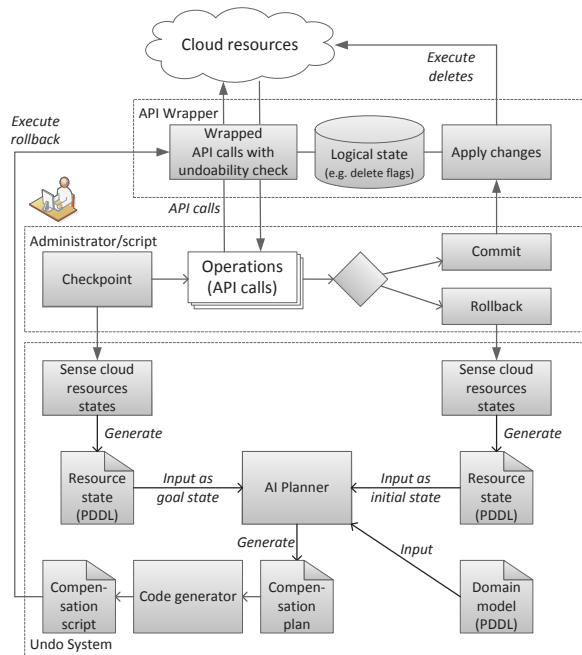 Cloud resources
Execute
deletes
API Wrapper
Execute
rollback
Wrapped
API calls with
undoability check
Logical state
(e.g. delete flags)
Apply changes
API calls
Administrator/script
Checkpoint
Operations
(API calls)
Commit
Rollback
Sense cloud
resources
states
Sense cloud
resources
states
Generate
Generate
Resource
state
(PDDL)
Input as
goal state
AI Planner
Input as
initial state
Resource
state
(PDDL)
Generate
Input
Compen-
sation
script
Code generator
Compen-
sation
plan
Domain
model
(PDDL)
Undo System